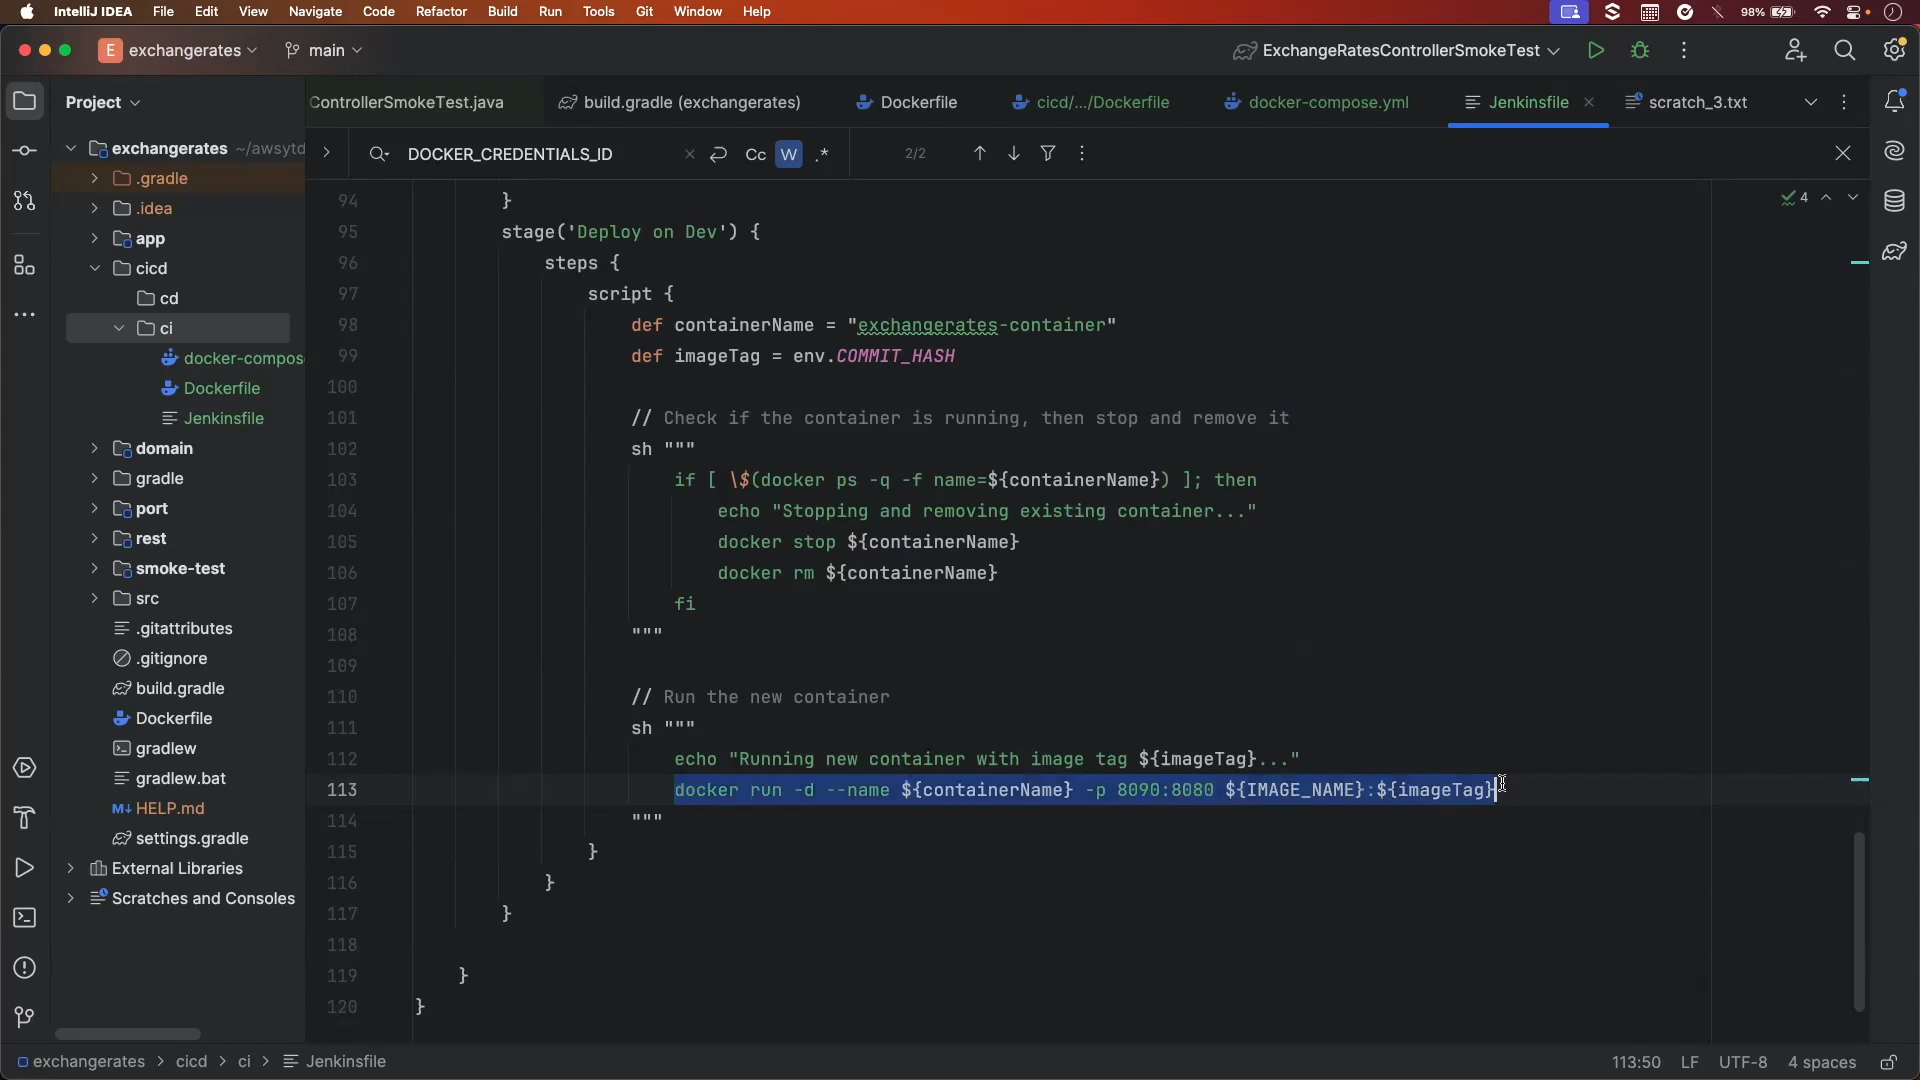 IntelliJ IDEA File Edit View Navigate Code Refactor Build Run Tools Git Window Help 98%
E exchangerates main ExchangeRatesControllerSmokeTest
Project
ControllerSmokeTest.java build.gradle (exchangerates) Dockerfile cicd/.../Dockerfile docker-compose.yml Jenkinsfile scratch_3.txt
DOCKER_CREDENTIALS_ID Cc W .* 2/2
exchangerates ~/awsytd
.gradle
.idea
app
cicd
cd
ci
docker-compos
Dockerfile
Jenkinsfile
domain
gradle
port
rest
smoke-test
src
.gitattributes
.gitignore
build.gradle
Dockerfile
gradlew
gradlew.bat
HELP.md
settings.gradle
External Libraries
Scratches and Consoles
4
94 }
95 stage('Deploy on Dev') {
96 steps {
97 script {
98 def containerName = "exchangerates-container"
99 def imageTag = env.COMMIT_HASH
100
101 // Check if the container is running, then stop and remove it
102 sh """
103 if [ \$(docker ps -q -f name=${containerName}) ]; then
104 echo "Stopping and removing existing container..."
105 docker stop ${containerName}
106 docker rm ${containerName}
107 fi
108 """
109
110 // Run the new container
111 sh """
112 echo "Running new container with image tag ${imageTag}..."
113 docker run -d --name ${containerName} -p 8090:8080 ${IMAGE_NAME}:${imageTag}
114 """
115 }
116 }
117 }
118
119 }
120 }
exchangerates > cicd > ci > Jenkinsfile 113:50 LF UTF-8 4 spaces